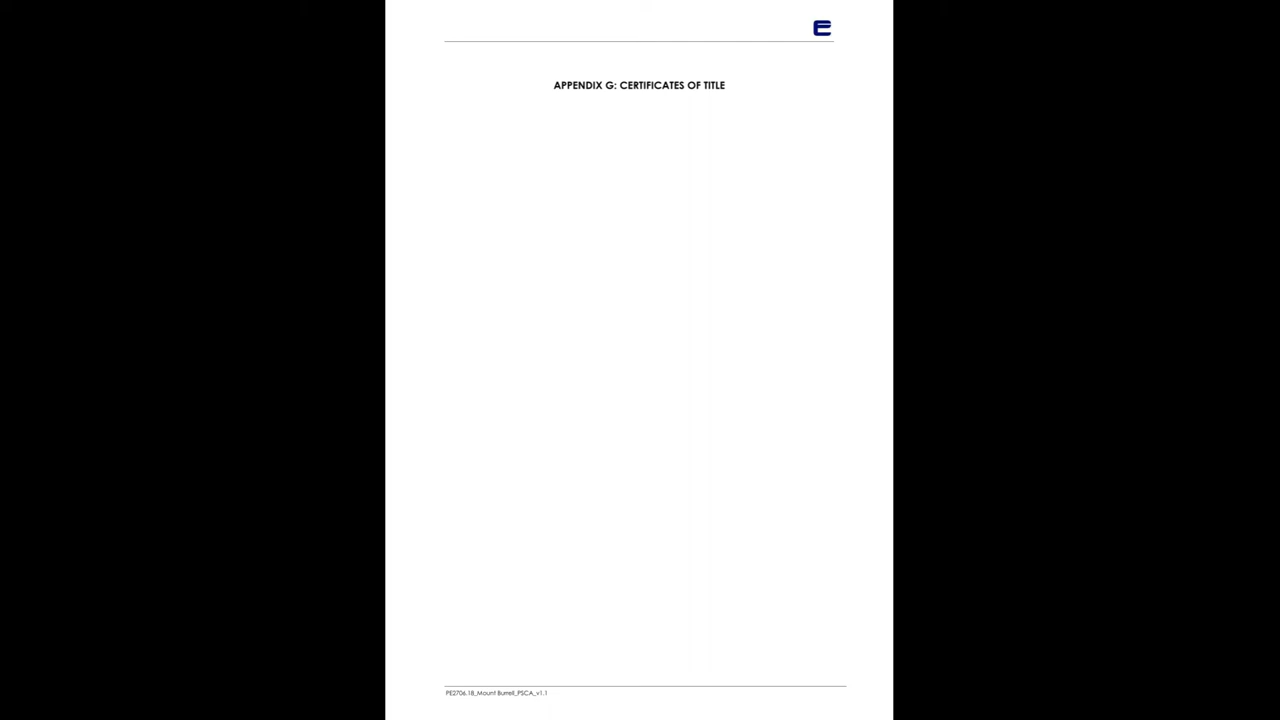 E
APPENDIX G: CERTIFICATES OF TITLE
PE2706.18_Mount Burrell_PSCA_v1.1